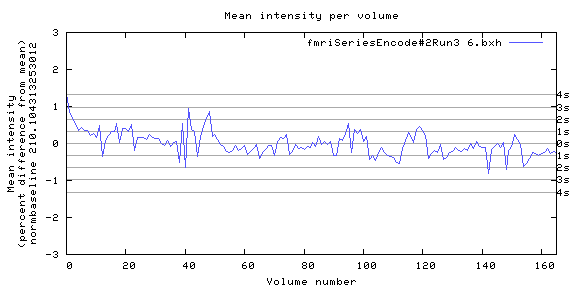 Mean intensity per volume
fmriSeriesEncode#2Run3 6.bxh
Mean intensity
(percent difference from mean)
normbaseline 210.104313253012
3
2
1
0
-1
-2
-3
4s
3s
2s
1s
0s
1s
2s
3s
4s
0 20 40 60 80 100 120 140 160
Volume number